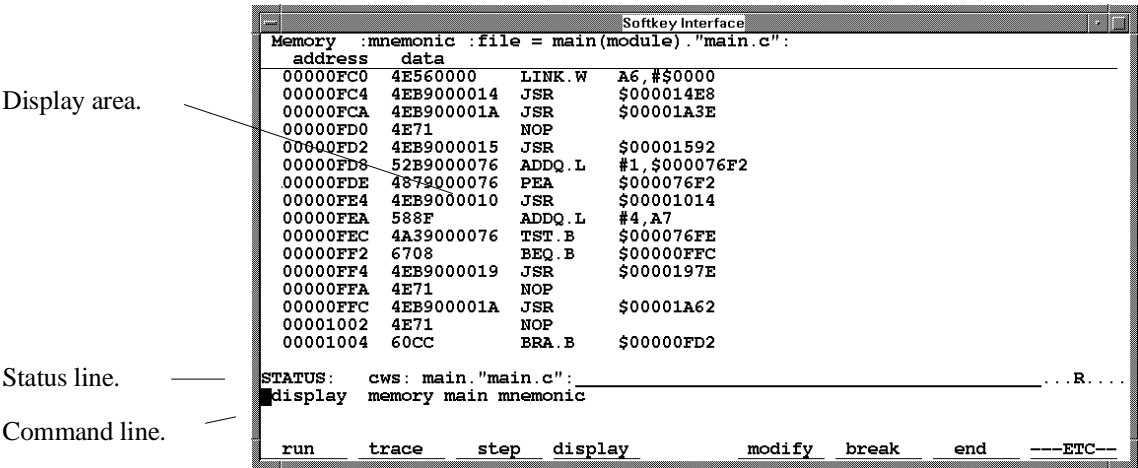 Softkey Interface
Memory :mnemonic :file = main(module)."main.c":
address data
00000FC0 4E560000 LINK.W A6,#$0000
Display area.
00000FC4 4EB9000014 JSR $000014E8
00000FCA 4EB900001A JSR $00001A3E
00000FD0 4E71 NOP
00000FD2 4EB9000015 JSR $00001592
00000FD8 52B9000076 ADDQ.L #1,$000076F2
00000FDE 4879000076 PEA $000076F2
00000FE4 4EB9000010 JSR $00001014
00000FEA 588F ADDQ.L #4,A7
00000FEC 4A39000076 TST.B $000076FE
00000FF2 6708 BEQ.B $00000FFC
00000FF4 4EB9000019 JSR $0000197E
00000FFA 4E71 NOP
00000FFC 4EB900001A JSR $00001A62
00001002 4E71 NOP
00001004 60CC BRA.B $00000FD2
Status line.
STATUS: cws: main."main.c":_______________...R....
display memory main mnemonic
Command line.
run trace step display modify break end ---ETC--